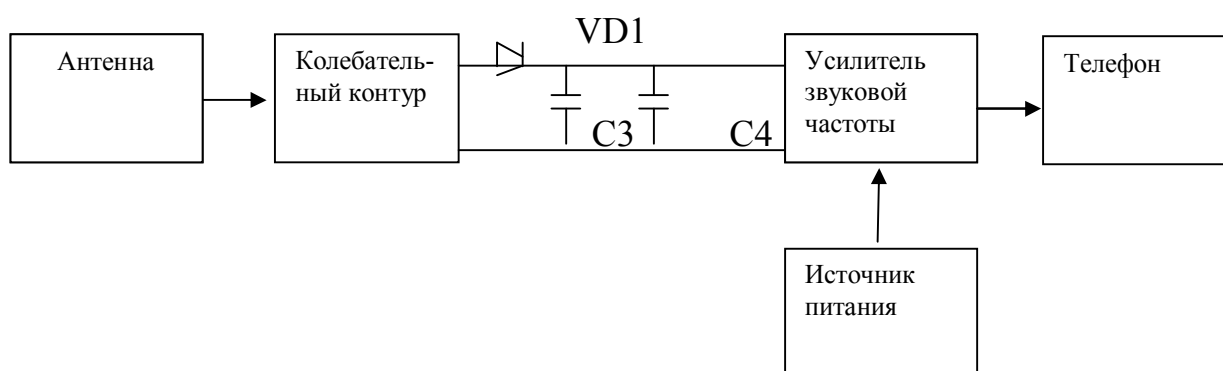 VD1
Антенна
Колебатель-
ный контур
Усилитель
звуковой
частоты
Телефон
C3
C4
Источник
питания